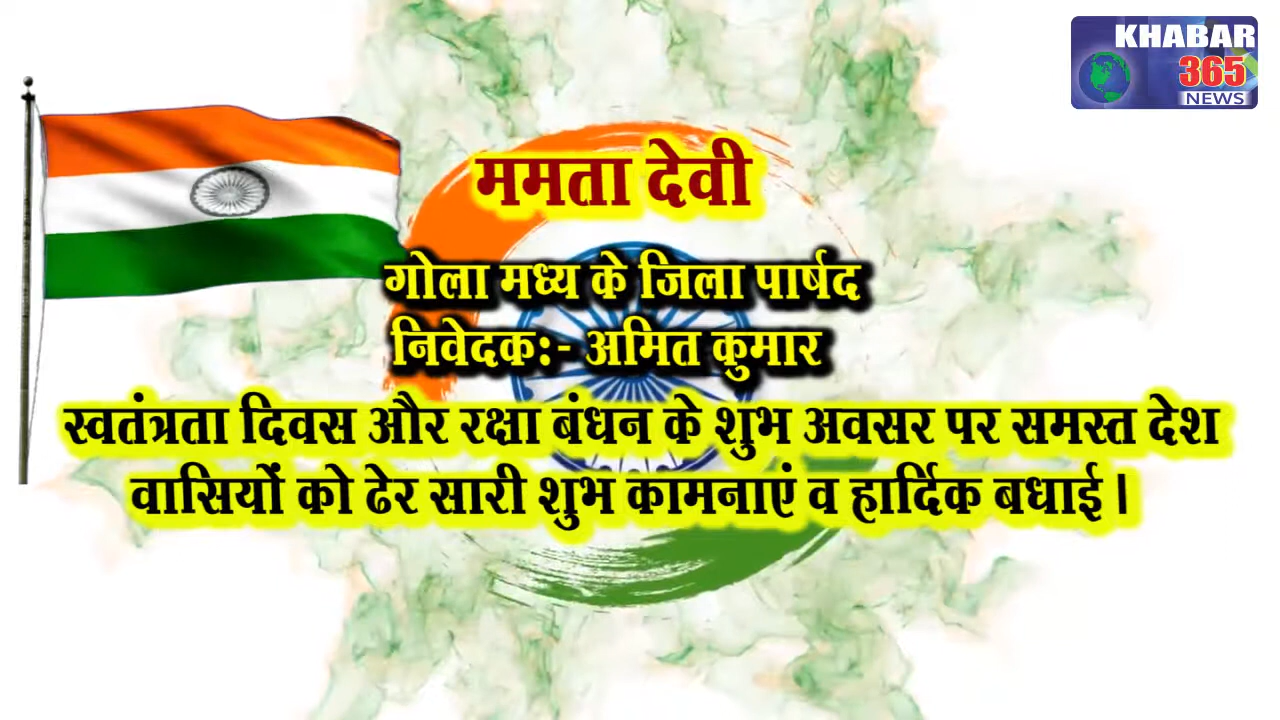 KHABAR
365
NEWS
ममता देवी
गोला मध्य के जिला पार्षद
निवेदक:- अमित कुमार
स्वतंत्रता दिवस और रक्षा बंधन के शुभ अवसर पर समस्त देश
वासियों को ढेर सारी शुभ कामनाएं व हार्दिक बधाई।